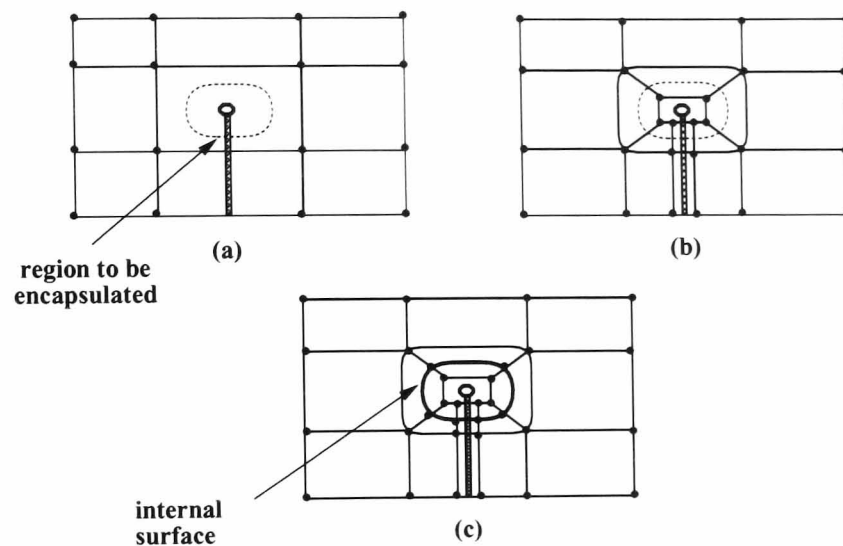 (a)
(b)
region to be
encapsulated
internal
surface
(c)